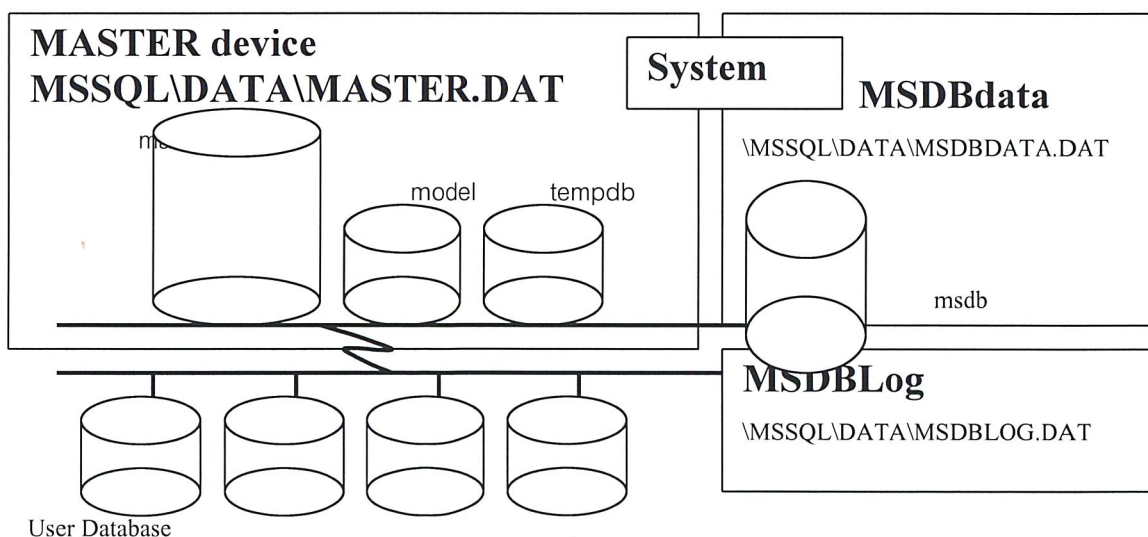 MASTER device
MSSQL\DATA\MASTER.DAT
System
MSDBdata
\MSSQL\DATA\MSDBDATA.DAT
model
tempdb
msdb
MSDBLog
\MSSQL\DATA\MSDBLOG.DAT
User Database